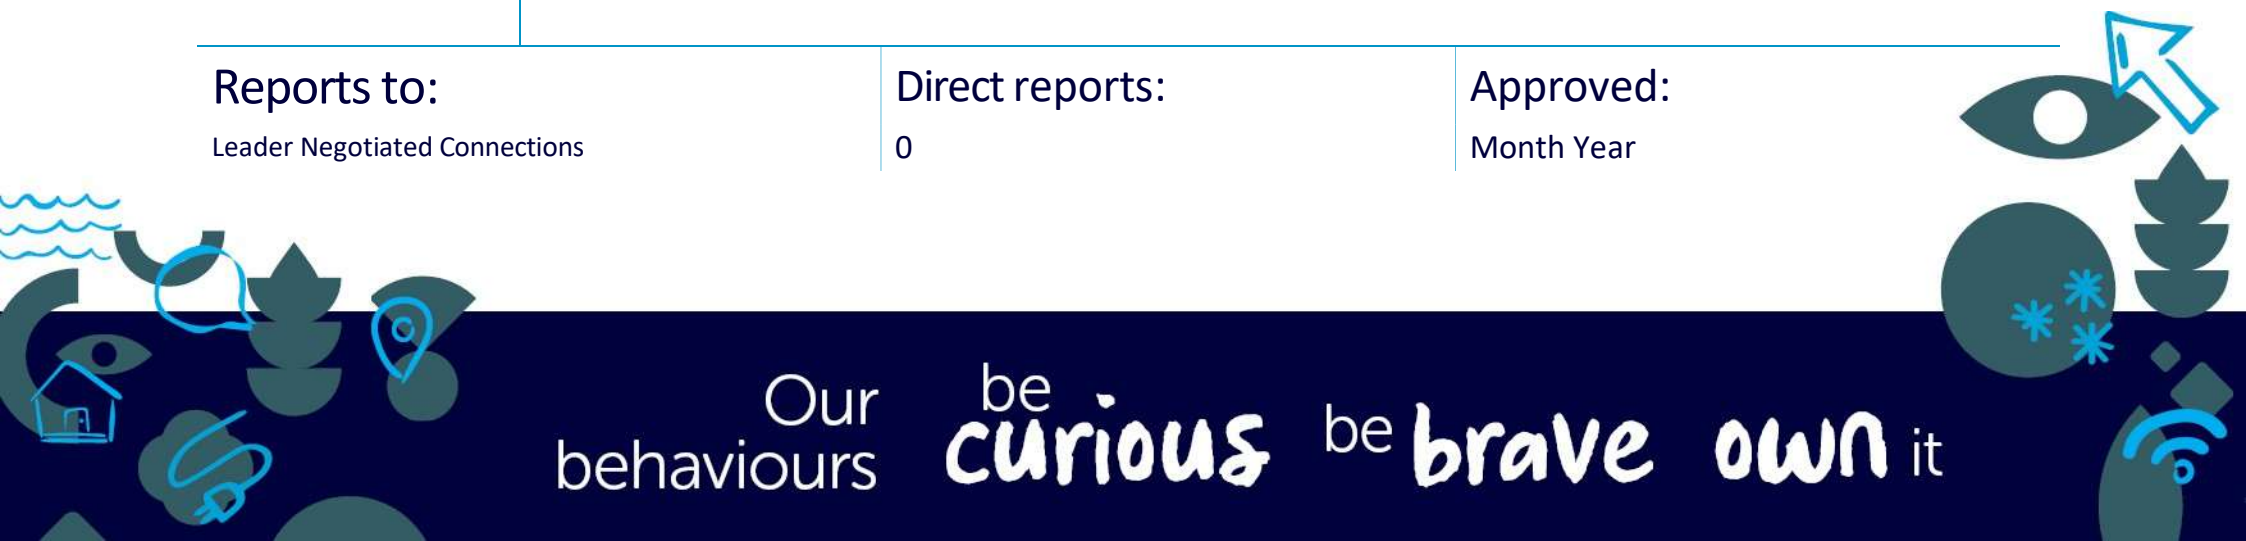 Reports to:
Leader Negotiated Connections
Direct reports:
0
Approved:
Month Year
Our
behaviours
be
curious
be brave
own it